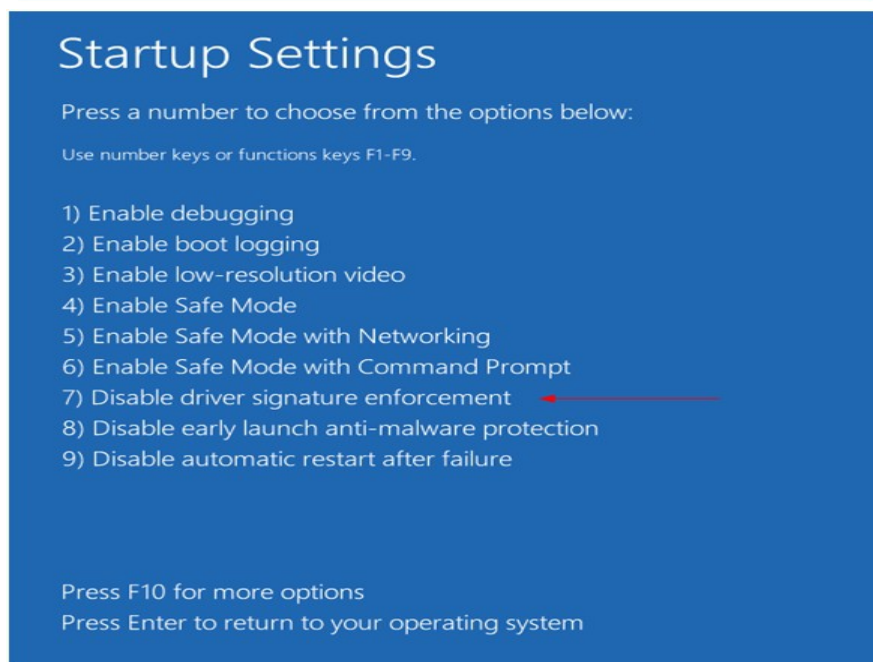 Startup Settings
Press a number to choose from the options below:
Use number keys or functions keys F1-F9.
1) Enable debugging
2) Enable boot logging
3) Enable low-resolution video
4) Enable Safe Mode
5) Enable Safe Mode with Networking
6) Enable Safe Mode with Command Prompt
7) Disable driver signature enforcement
8) Disable early launch anti-malware protection
9) Disable automatic restart after failure
Press F10 for more options
Press Enter to return to your operating system